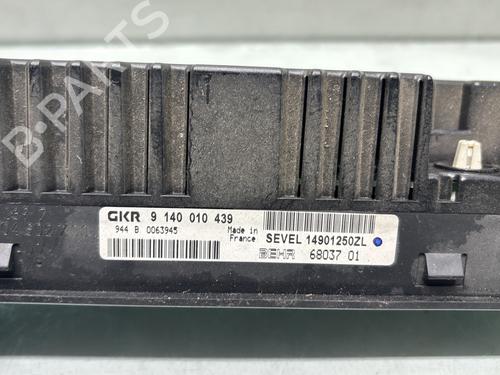 B-PARTS
GKR 9 140 010 439
944 B 0063945
Made in
France
SEVEL 14901250ZL
BEHR 68037 01